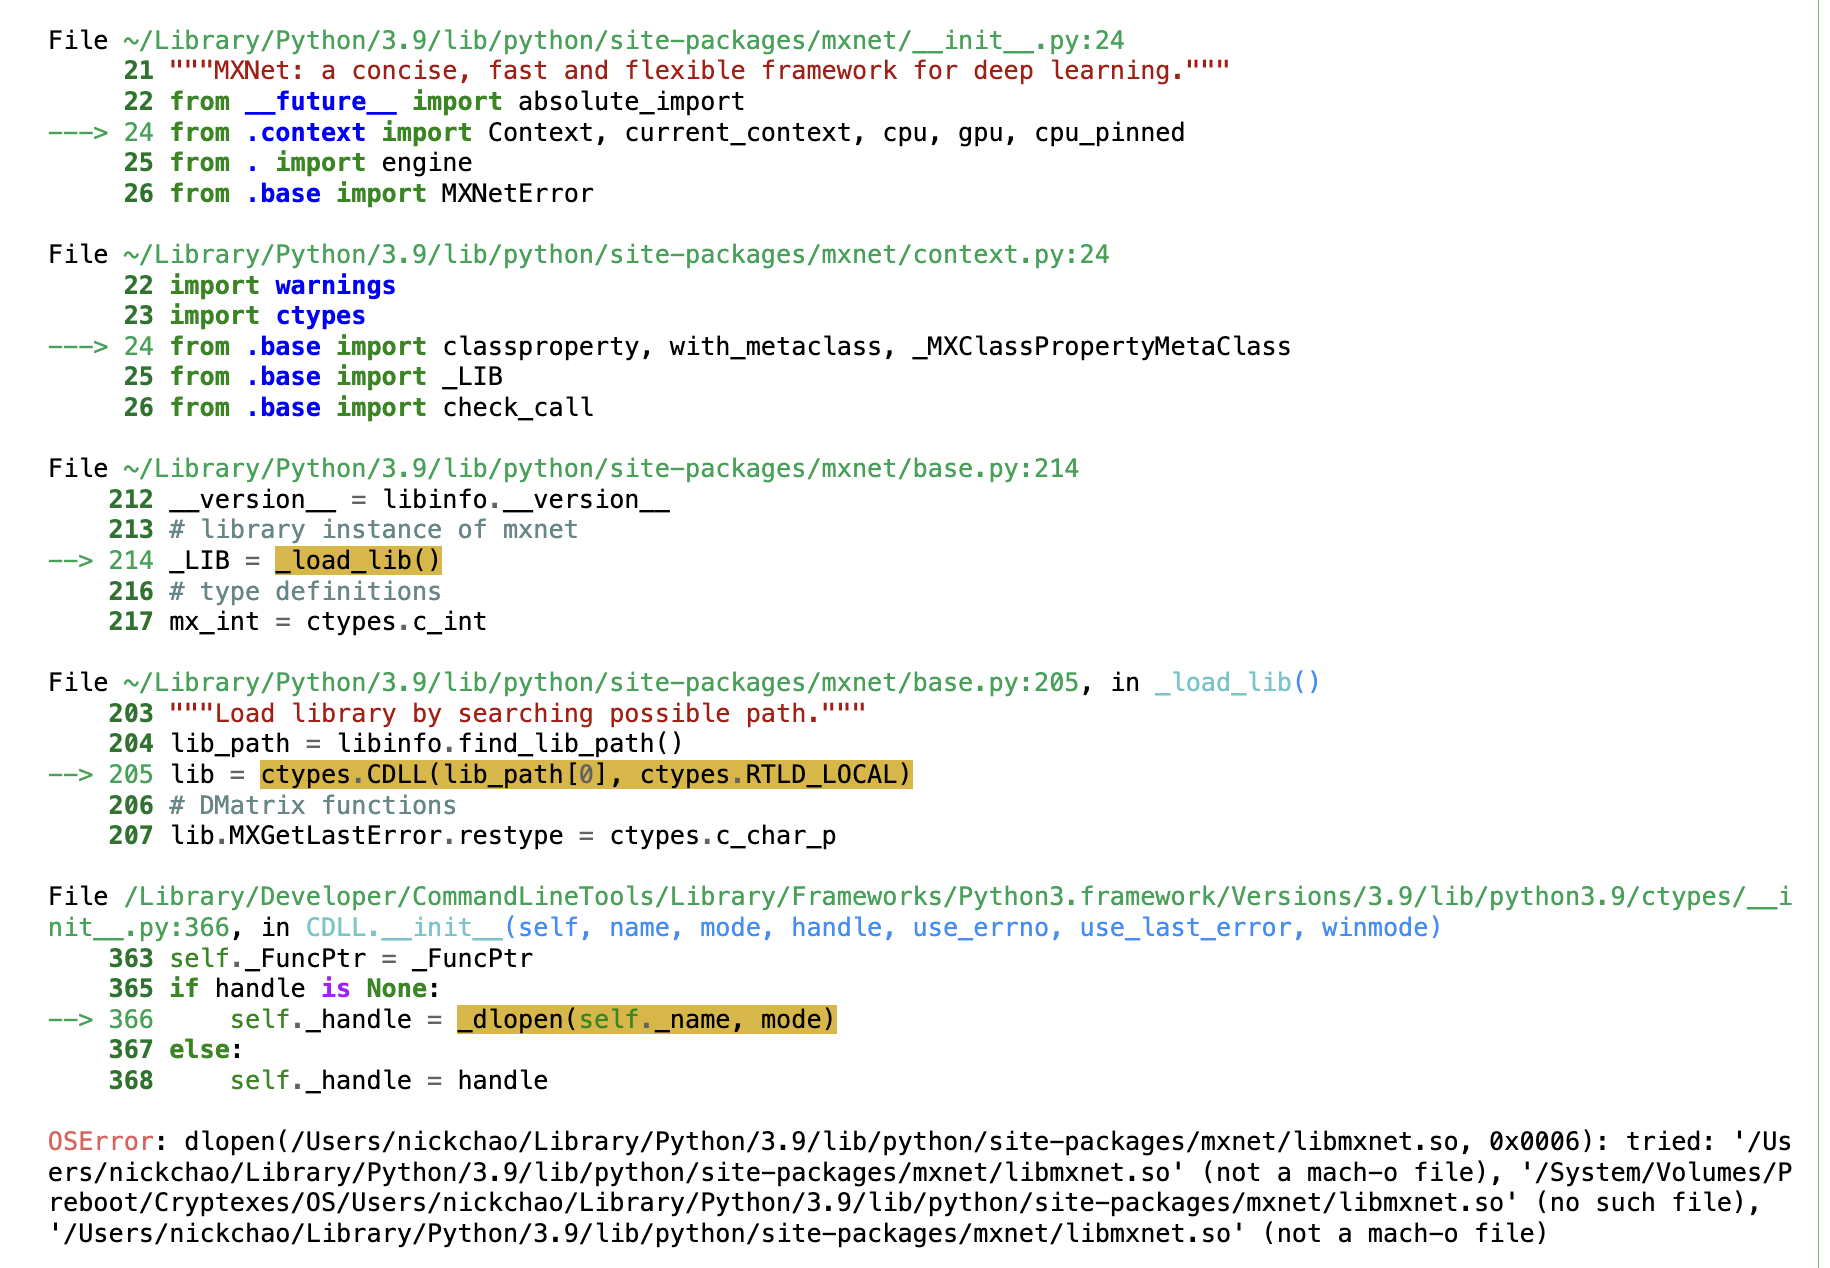 File ~/Library/Python/3.9/lib/python/site-packages/mxnet/__init__.py:24
21 """MXNet: a concise, fast and flexible framework for deep learning."""
22 from __future__ import absolute_import
---> 24 from .context import Context, current_context, cpu, gpu, cpu_pinned
25 from . import engine
26 from .base import MXNetError
File ~/Library/Python/3.9/lib/python/site-packages/mxnet/context.py:24
22 import warnings
23 import ctypes
---> 24 from .base import classproperty, with_metaclass, _MXClassPropertyMetaClass
25 from .base import _LIB
26 from .base import check_call
File ~/Library/Python/3.9/lib/python/site-packages/mxnet/base.py:214
212 __version__ = libinfo.__version__
213 # library instance of mxnet
--> 214 _LIB = _load_lib()
216 # type definitions
217 mx_int = ctypes.c_int
File ~/Library/Python/3.9/lib/python/site-packages/mxnet/base.py:205, in _load_lib()
203 """Load library by searching possible path."""
204 lib_path = libinfo.find_lib_path()
--> 205 lib = ctypes.CDLL(lib_path[0], ctypes.RTLD_LOCAL)
206 # DMatrix functions
207 lib.MXGetLastError.restype = ctypes.c_char_p
File /Library/Developer/CommandLineTools/Library/Frameworks/Python3.framework/Versions/3.9/lib/python3.9/ctypes/__i
nit__.py:366, in CDLL.__init__(self, name, mode, handle, use_errno, use_last_error, winmode)
363 self._FuncPtr = _FuncPtr
365 if handle is None:
--> 366     self._handle = _dlopen(self._name, mode)
367 else:
368     self._handle = handle
OSError: dlopen(/Users/nickchao/Library/Python/3.9/lib/python/site-packages/mxnet/libmxnet.so, 0x0006): tried: '/Us
ers/nickchao/Library/Python/3.9/lib/python/site-packages/mxnet/libmxnet.so' (not a mach-o file), '/System/Volumes/P
reboot/Cryptexes/OS/Users/nickchao/Library/Python/3.9/lib/python/site-packages/mxnet/libmxnet.so' (no such file),
'/Users/nickchao/Library/Python/3.9/lib/python/site-packages/mxnet/libmxnet.so' (not a mach-o file)